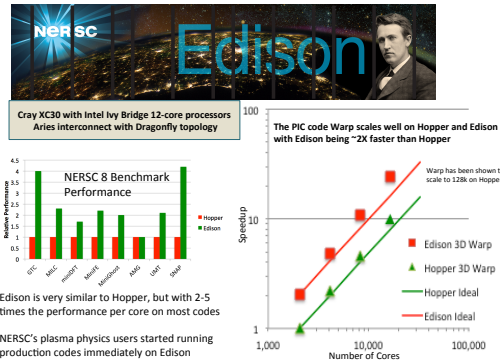 NERSC
Edison
Cray XC30 with Intel Ivy Bridge 12-core processors
Aries interconnect with Dragonfly topology
4.5
4
3.5
3
2.5
2
1.5
1
0.5
0
Relative Performance
NERSC 8 Benchmark
Performance
Hopper
Edison
GTC
MILC
miniDFT
MiniFE
MiniGhost
AMG
UMT
SNAP
Edison is very similar to Hopper, but with 2-5
times the performance per core on most codes
NERSC's plasma physics users started running
production codes immediately on Edison
100
10
1
Speedup
The PIC code Warp scales well on Hopper and Edison
with Edison being ~2X faster than Hopper
Warp has been shown t
scale to 128k on Hoppe
Edison 3D Warp
Hopper 3D Warp
Hopper Ideal
Edison Ideal
1,000
10,000
100,000
Number of Cores